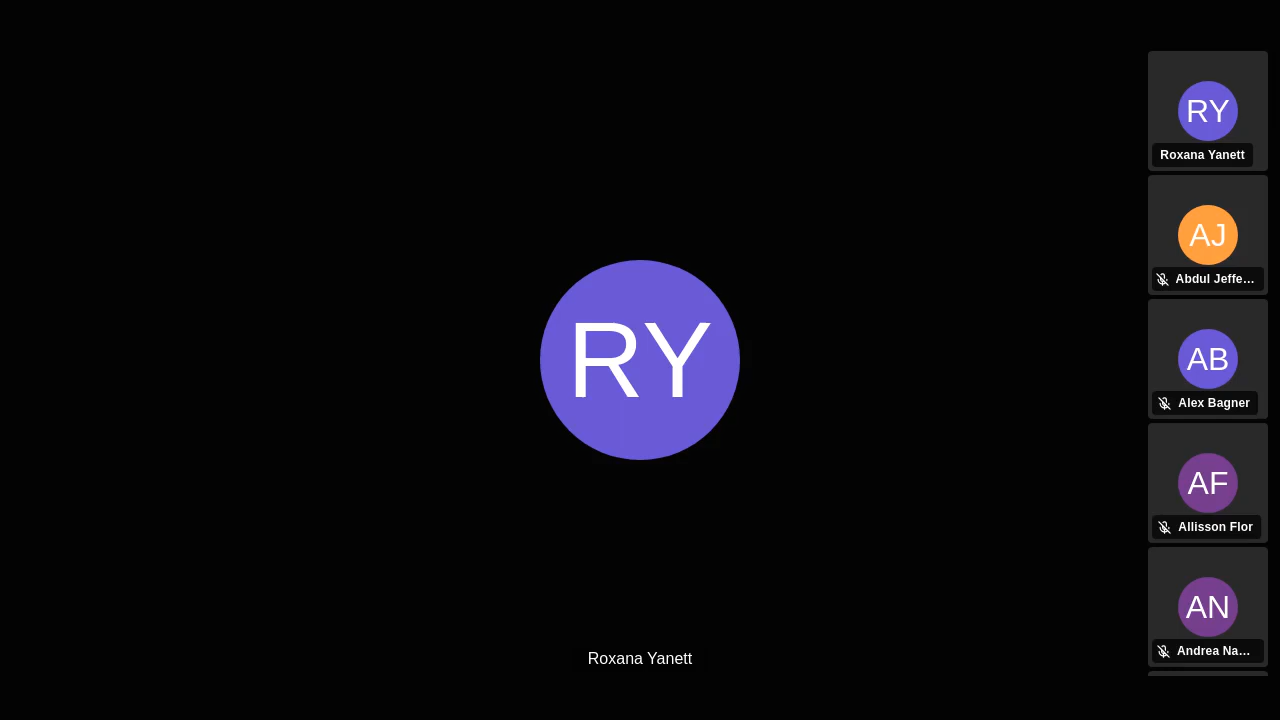 RY
Roxana Yanett
RY
Roxana Yanett
AJ
Abdul Jeffe...
AB
Alex Bagner
AF
Allisson Flor
AN
Andrea Na...